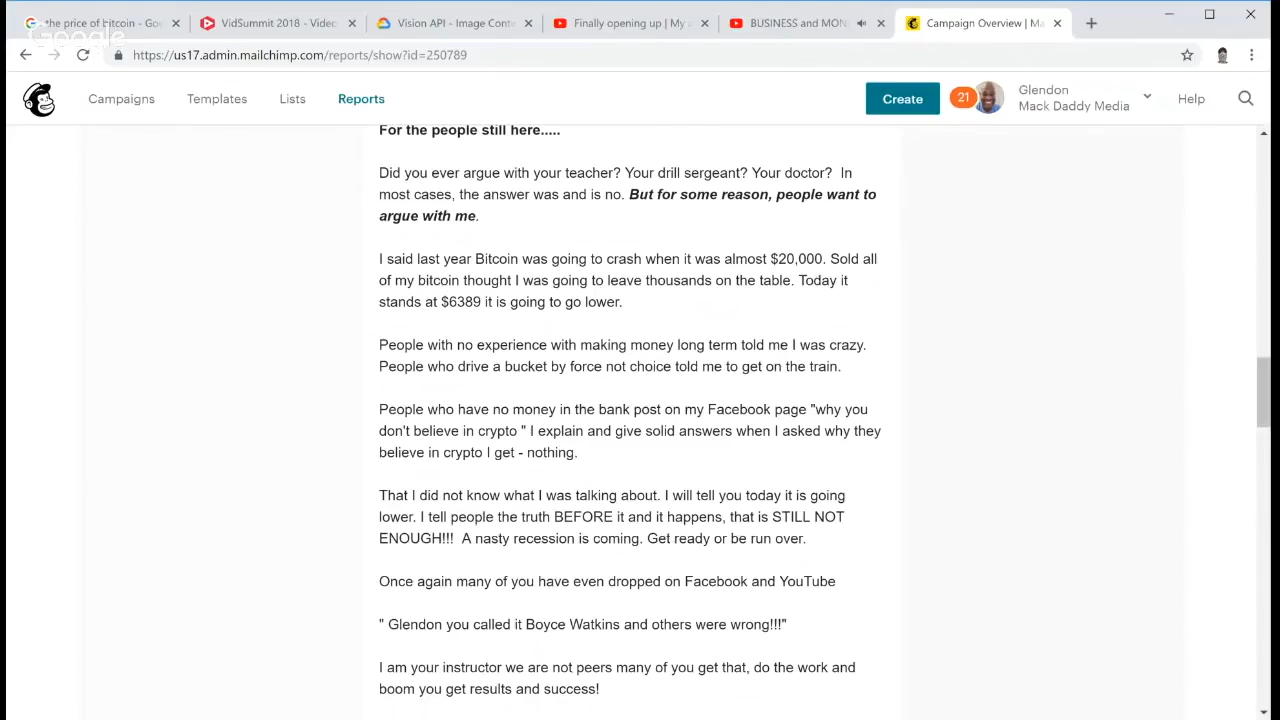 the price of bitcoin - Goo
VidSummit 2018 - Video
Vision API - Image Conte
Finally opening up | My
BUSINESS and MON
Campaign Overview | Ma
Google
https://us17.admin.mailchimp.com/reports/show?id=250789
Campaigns
Templates
Lists
Reports
Create
21
Glendon
Mack Daddy Media
Help
For the people still here.....
Did you ever argue with your teacher? Your drill sergeant? Your doctor? In
most cases, the answer was and is no. But for some reason, people want to
argue with me.
I said last year Bitcoin was going to crash when it was almost $20,000. Sold all
of my bitcoin thought I was going to leave thousands on the table. Today it
stands at $6389 it is going to go lower.
People with no experience with making money long term told me I was crazy.
People who drive a bucket by force not choice told me to get on the train.
People who have no money in the bank post on my Facebook page "why you
don't believe in crypto " I explain and give solid answers when I asked why they
believe in crypto I get - nothing.
That I did not know what I was talking about. I will tell you today it is going
lower. I tell people the truth BEFORE it and it happens, that is STILL NOT
ENOUGH!!! A nasty recession is coming. Get ready or be run over.
Once again many of you have even dropped on Facebook and YouTube
" Glendon you called it Boyce Watkins and others were wrong!!!"
I am your instructor we are not peers many of you get that, do the work and
boom you get results and success!